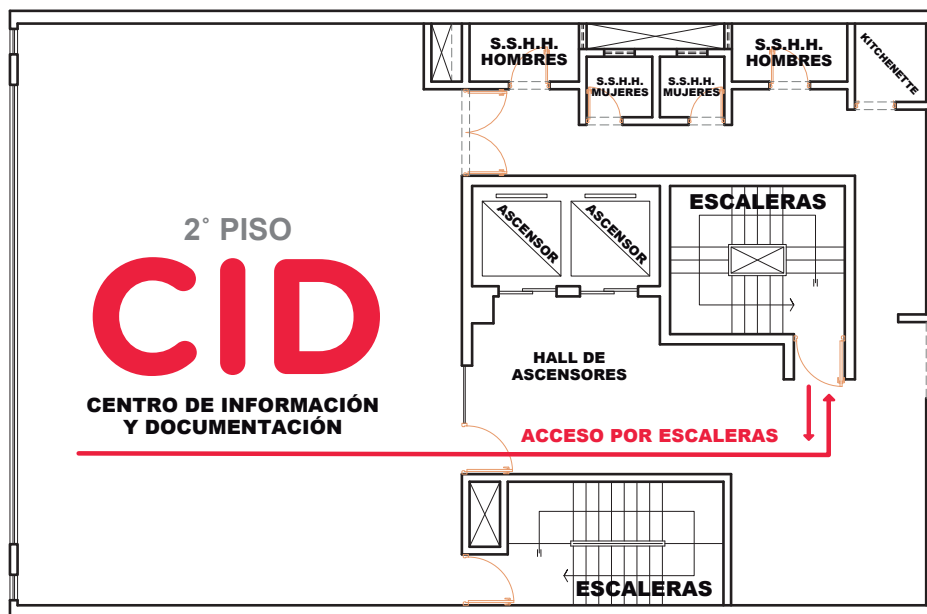 S.S.H.H.
HOMBRES
S.S.H.H.
MUJERES
S.S.H.H.
MUJERES
S.S.H.H.
HOMBRES
KITCHENETTE
ASCENSOR
ASCENSOR
ESCALERAS
2° PISO
CID
CENTRO DE INFORMACIÓN
Y DOCUMENTACIÓN
HALL DE
ASCENSORES
ACCESO POR ESCALERAS
ESCALERAS